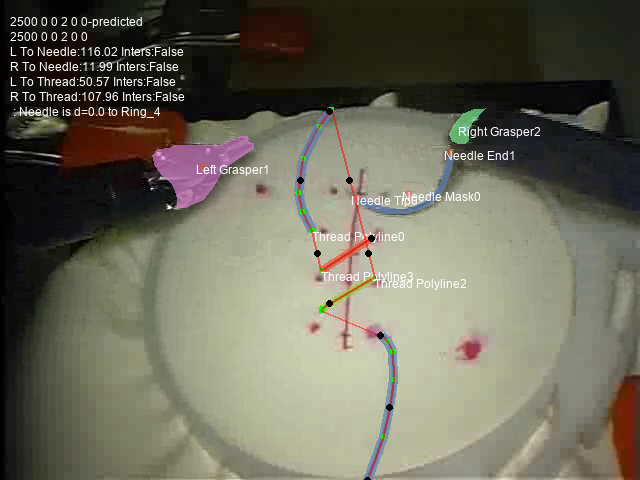 2500 0 0 2 0 0-predicted
2500 0 0 2 0 0
L To Needle:116.02 Inters:False
R To Needle:11.99 Inters:False
L To Thread:50.57 Inters:False
R To Thread:107.96 Inters:False
: Needle is d=0.0 to Ring_4
Right Grasper2
Needle End1
Left Grasper1
Needle Mask0
Needle Tip0
Thread Polyline0
Thread Polyline3
Thread Polyline2